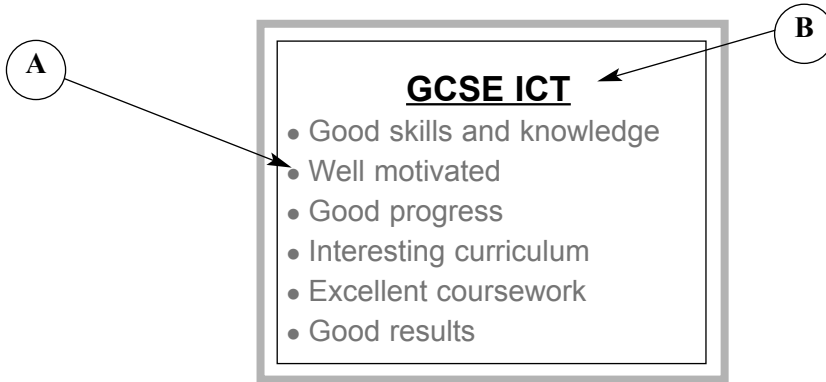 B
A
GCSE ICT
• Good skills and knowledge
• Well motivated
• Good progress
• Interesting curriculum
• Excellent coursework
• Good results